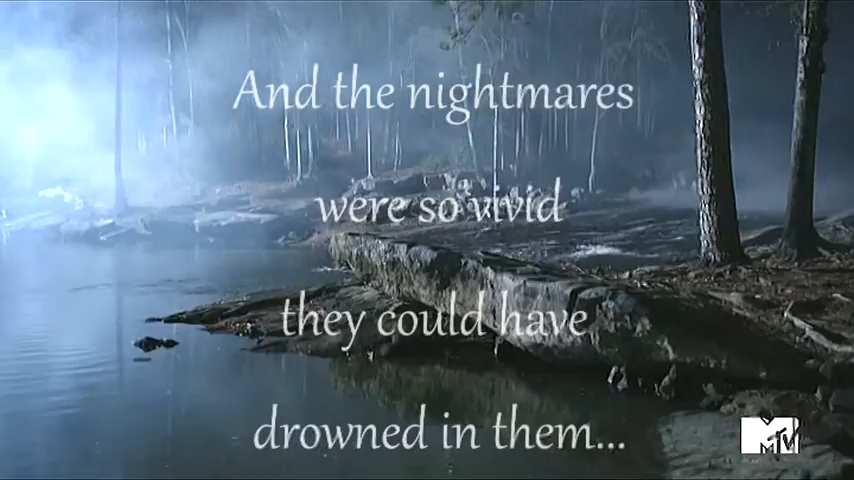 And the nightmares
were so vivid
they could have
drowned in them...
MTV